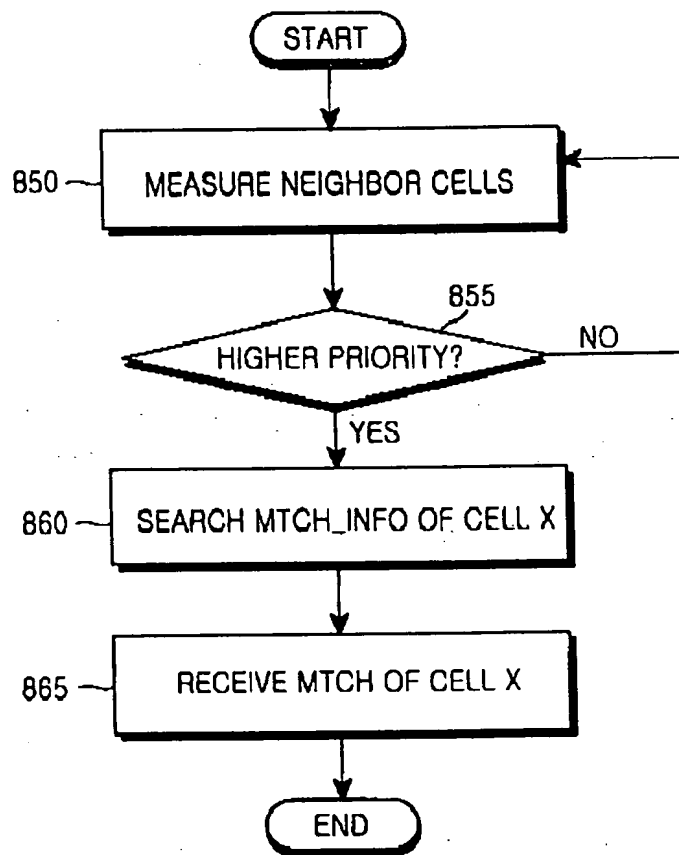 START
850
MEASURE NEIGHBOR CELLS
855
HIGHER PRIORITY?
NO
YES
860
SEARCH MTCH_INFO OF CELL X
865
RECEIVE MTCH OF CELL X
END